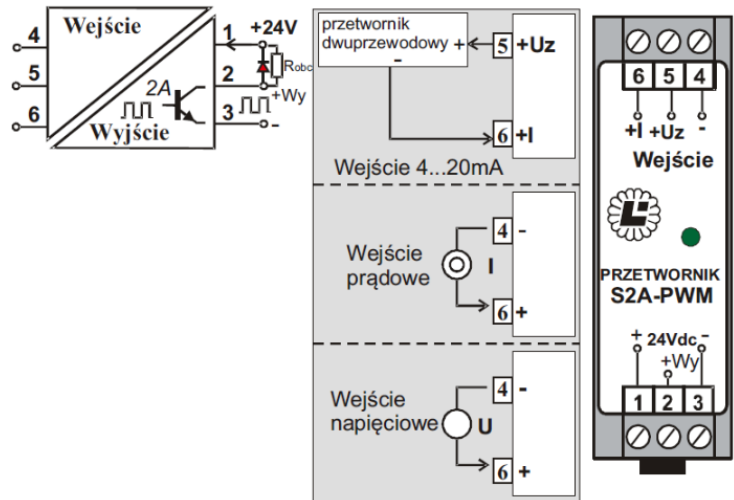 4 Wejście 1 +24V
5 2A 2 Robc
+Wy
6 Wyjście 3 -
przetwornik
dwuprzewodowy + 5 +Uz
-
6 +I
Wejście 4...20mA
4 -
Wejście
prądowe I
6 +
4 -
Wejście
napięciowe U
6 +
6 5 4
+I +Uz -
Wejście
PRZETWORNIK
S2A-PWM
+ 24Vdc -
+Wy
1 2 3